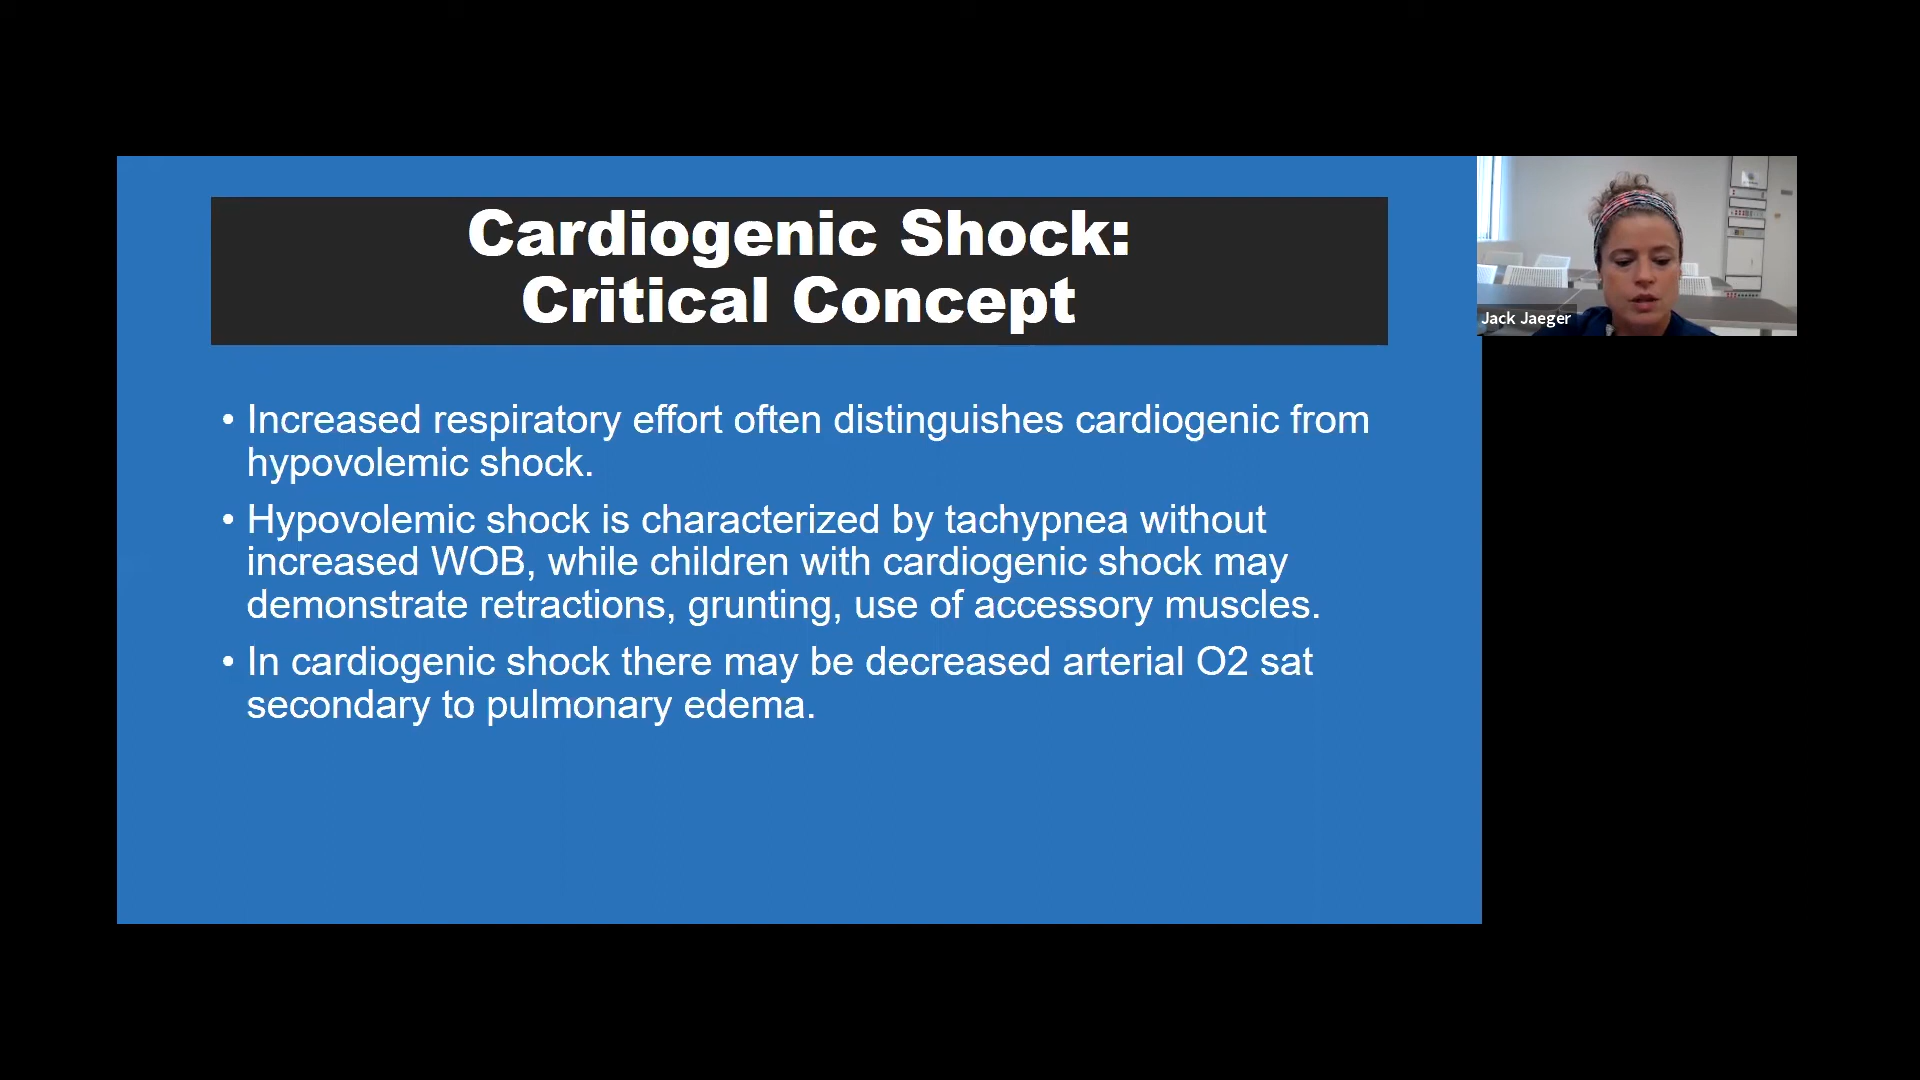 Cardiogenic Shock:
Critical Concept
• Increased respiratory effort often distinguishes cardiogenic from
hypovolemic shock.
• Hypovolemic shock is characterized by tachypnea without
increased WOB, while children with cardiogenic shock may
demonstrate retractions, grunting, use of accessory muscles.
• In cardiogenic shock there may be decreased arterial O2 sat
secondary to pulmonary edema.
Jack Jaeger